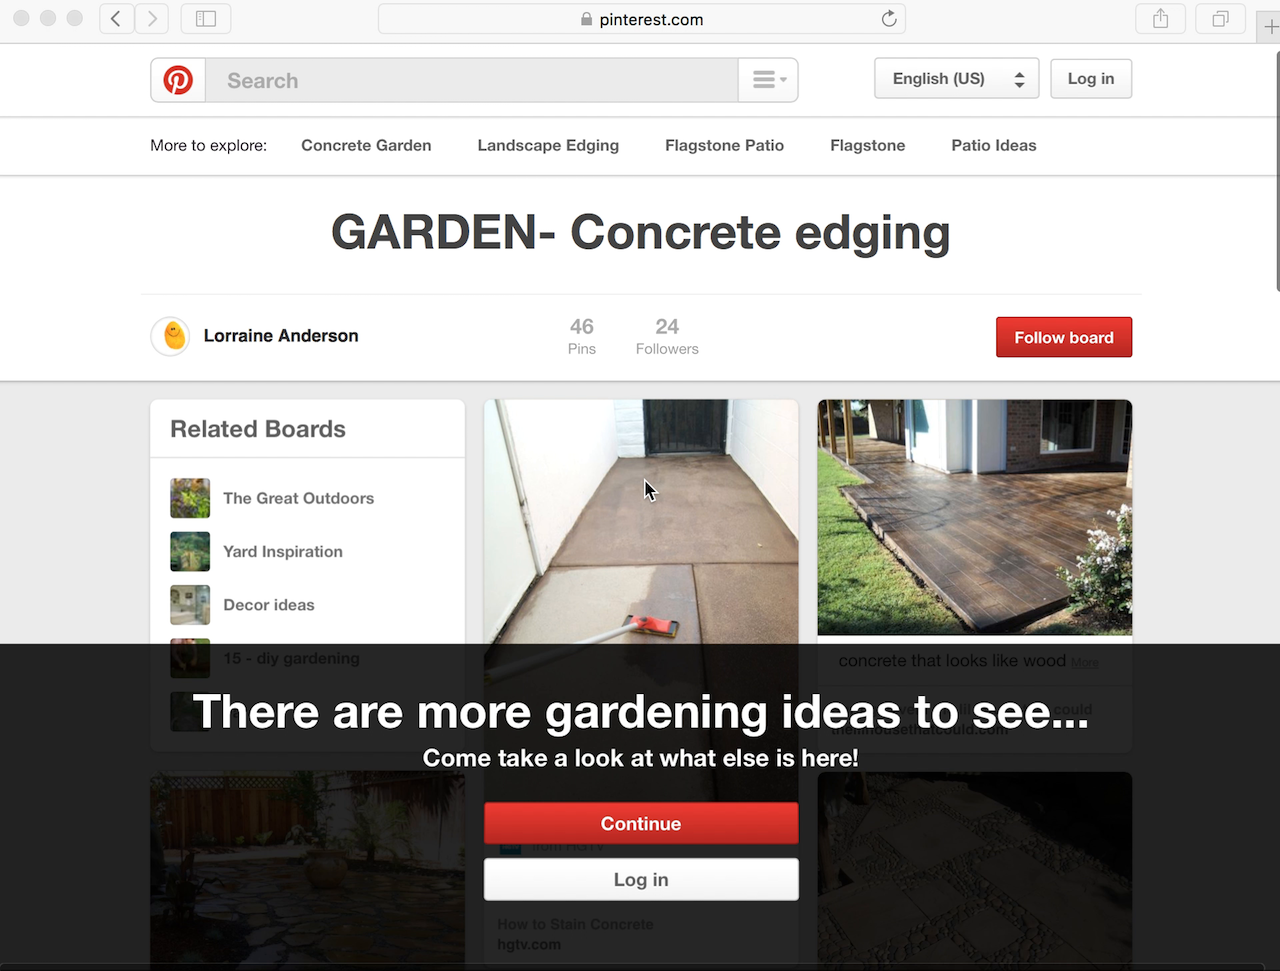 pinterest.com
Search
English (US)
Log in
More to explore:
Concrete Garden
Landscape Edging
Flagstone Patio
Flagstone
Patio Ideas
GARDEN- Concrete edging
Lorraine Anderson
46
Pins
24
Followers
Follow board
Related Boards
The Great Outdoors
Yard Inspiration
Decor ideas
15 - diy gardening
concrete that looks like wood More
could
thelilhousethatcould.com
There are more gardening ideas to see...
Come take a look at what else is here!
Continue
from HGTV
Log in
How to Stain Concrete
hgtv.com